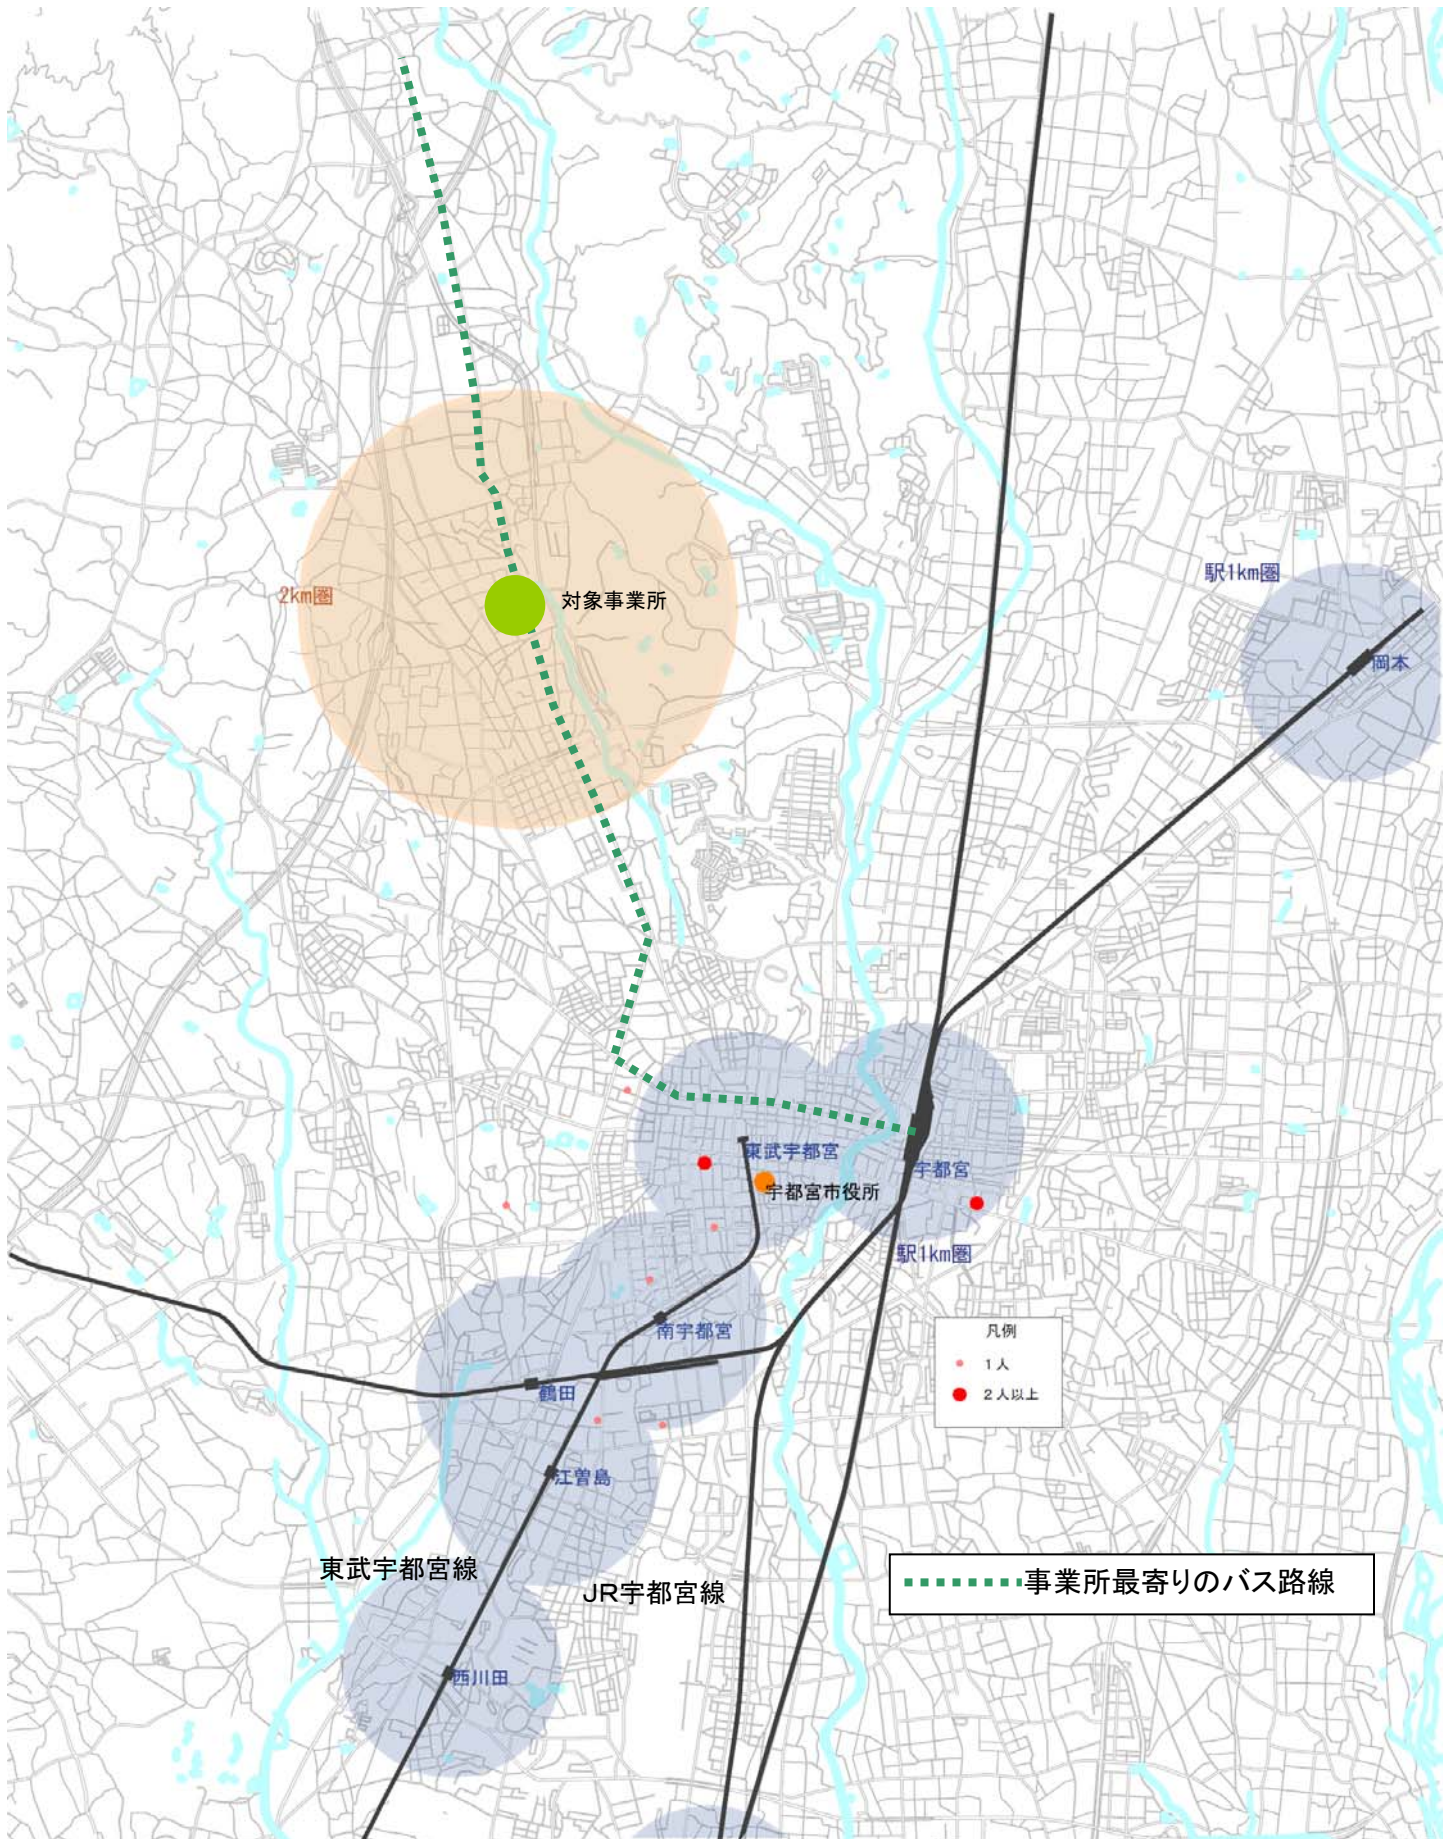 駅1km圏
2km圏
対象事業所
岡本
東武宇都宮
宇都宮
宇都宮市役所
駅1km圏
南宇都宮
凡例
1人
2人以上
鶴田
江曽島
東武宇都宮線
JR宇都宮線
事業所最寄りのバス路線
西川田